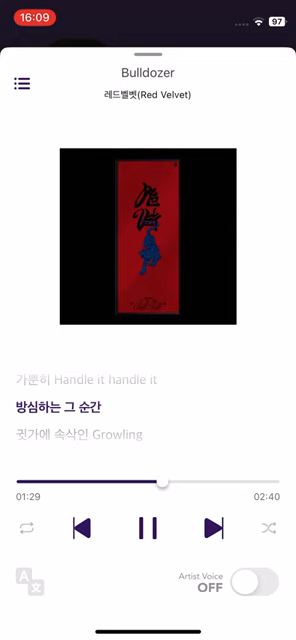 16:09
97
Bulldozer
레드벨벳(Red Velvet)
가뿐히 Handle it handle it
방심하는 그 순간
귓가에 속삭인 Growling
01:29
02:40
A 文
Artist Voice
OFF